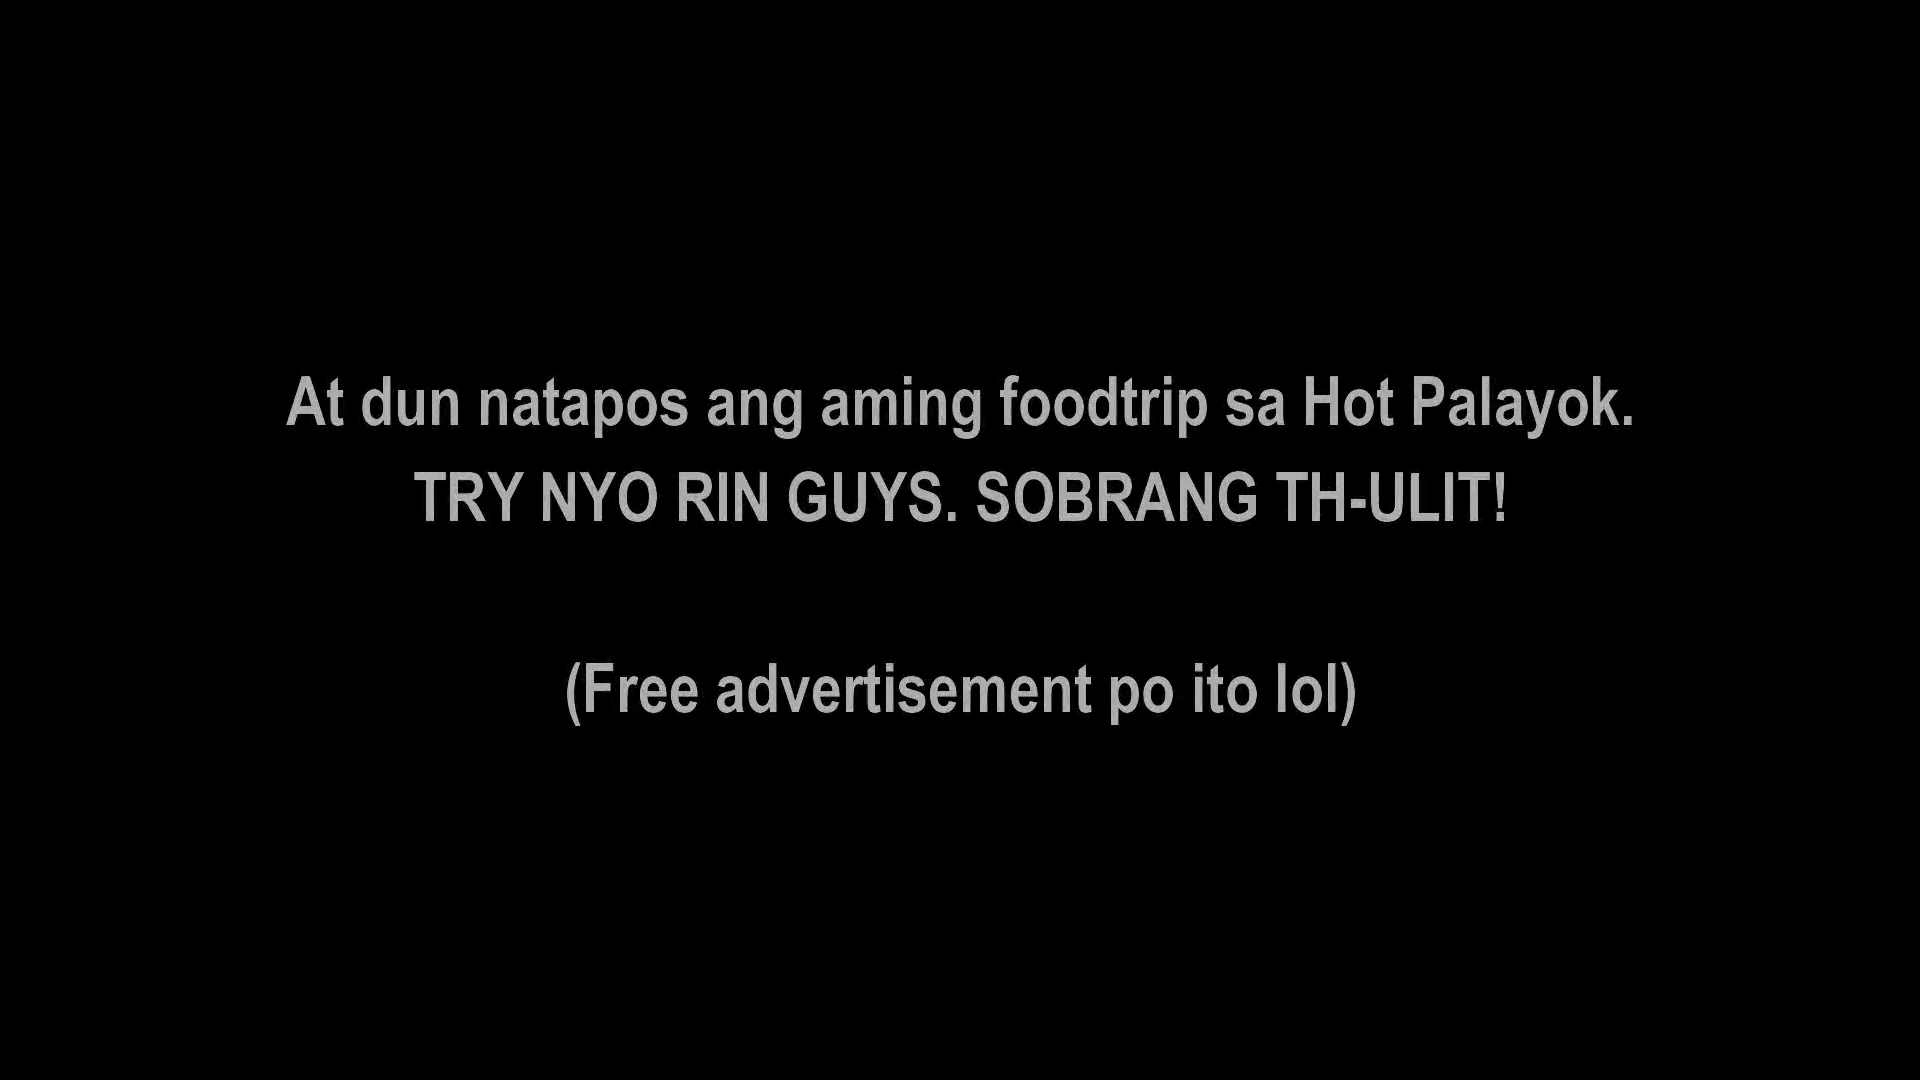 At dun natapos ang aming foodtrip sa Hot Palayok.
TRY NYO RIN GUYS. SOBRANG TH-ULIT!
(Free advertisement po ito lol)